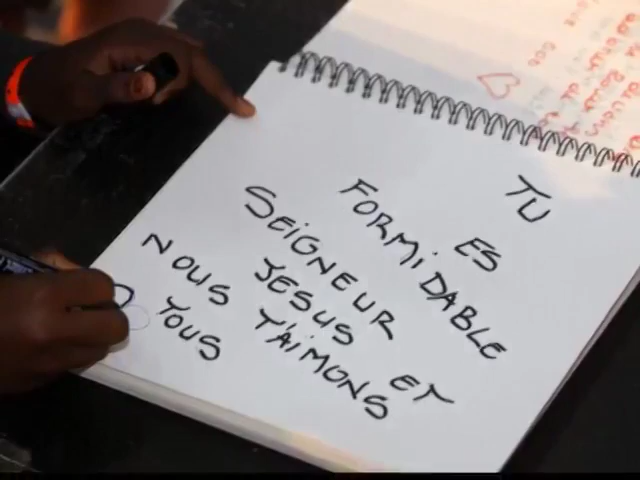 TU
ES
FORMIDABLE
SEIGNEUR
JESUS ET
NOUS T'AIMONS
TOUS